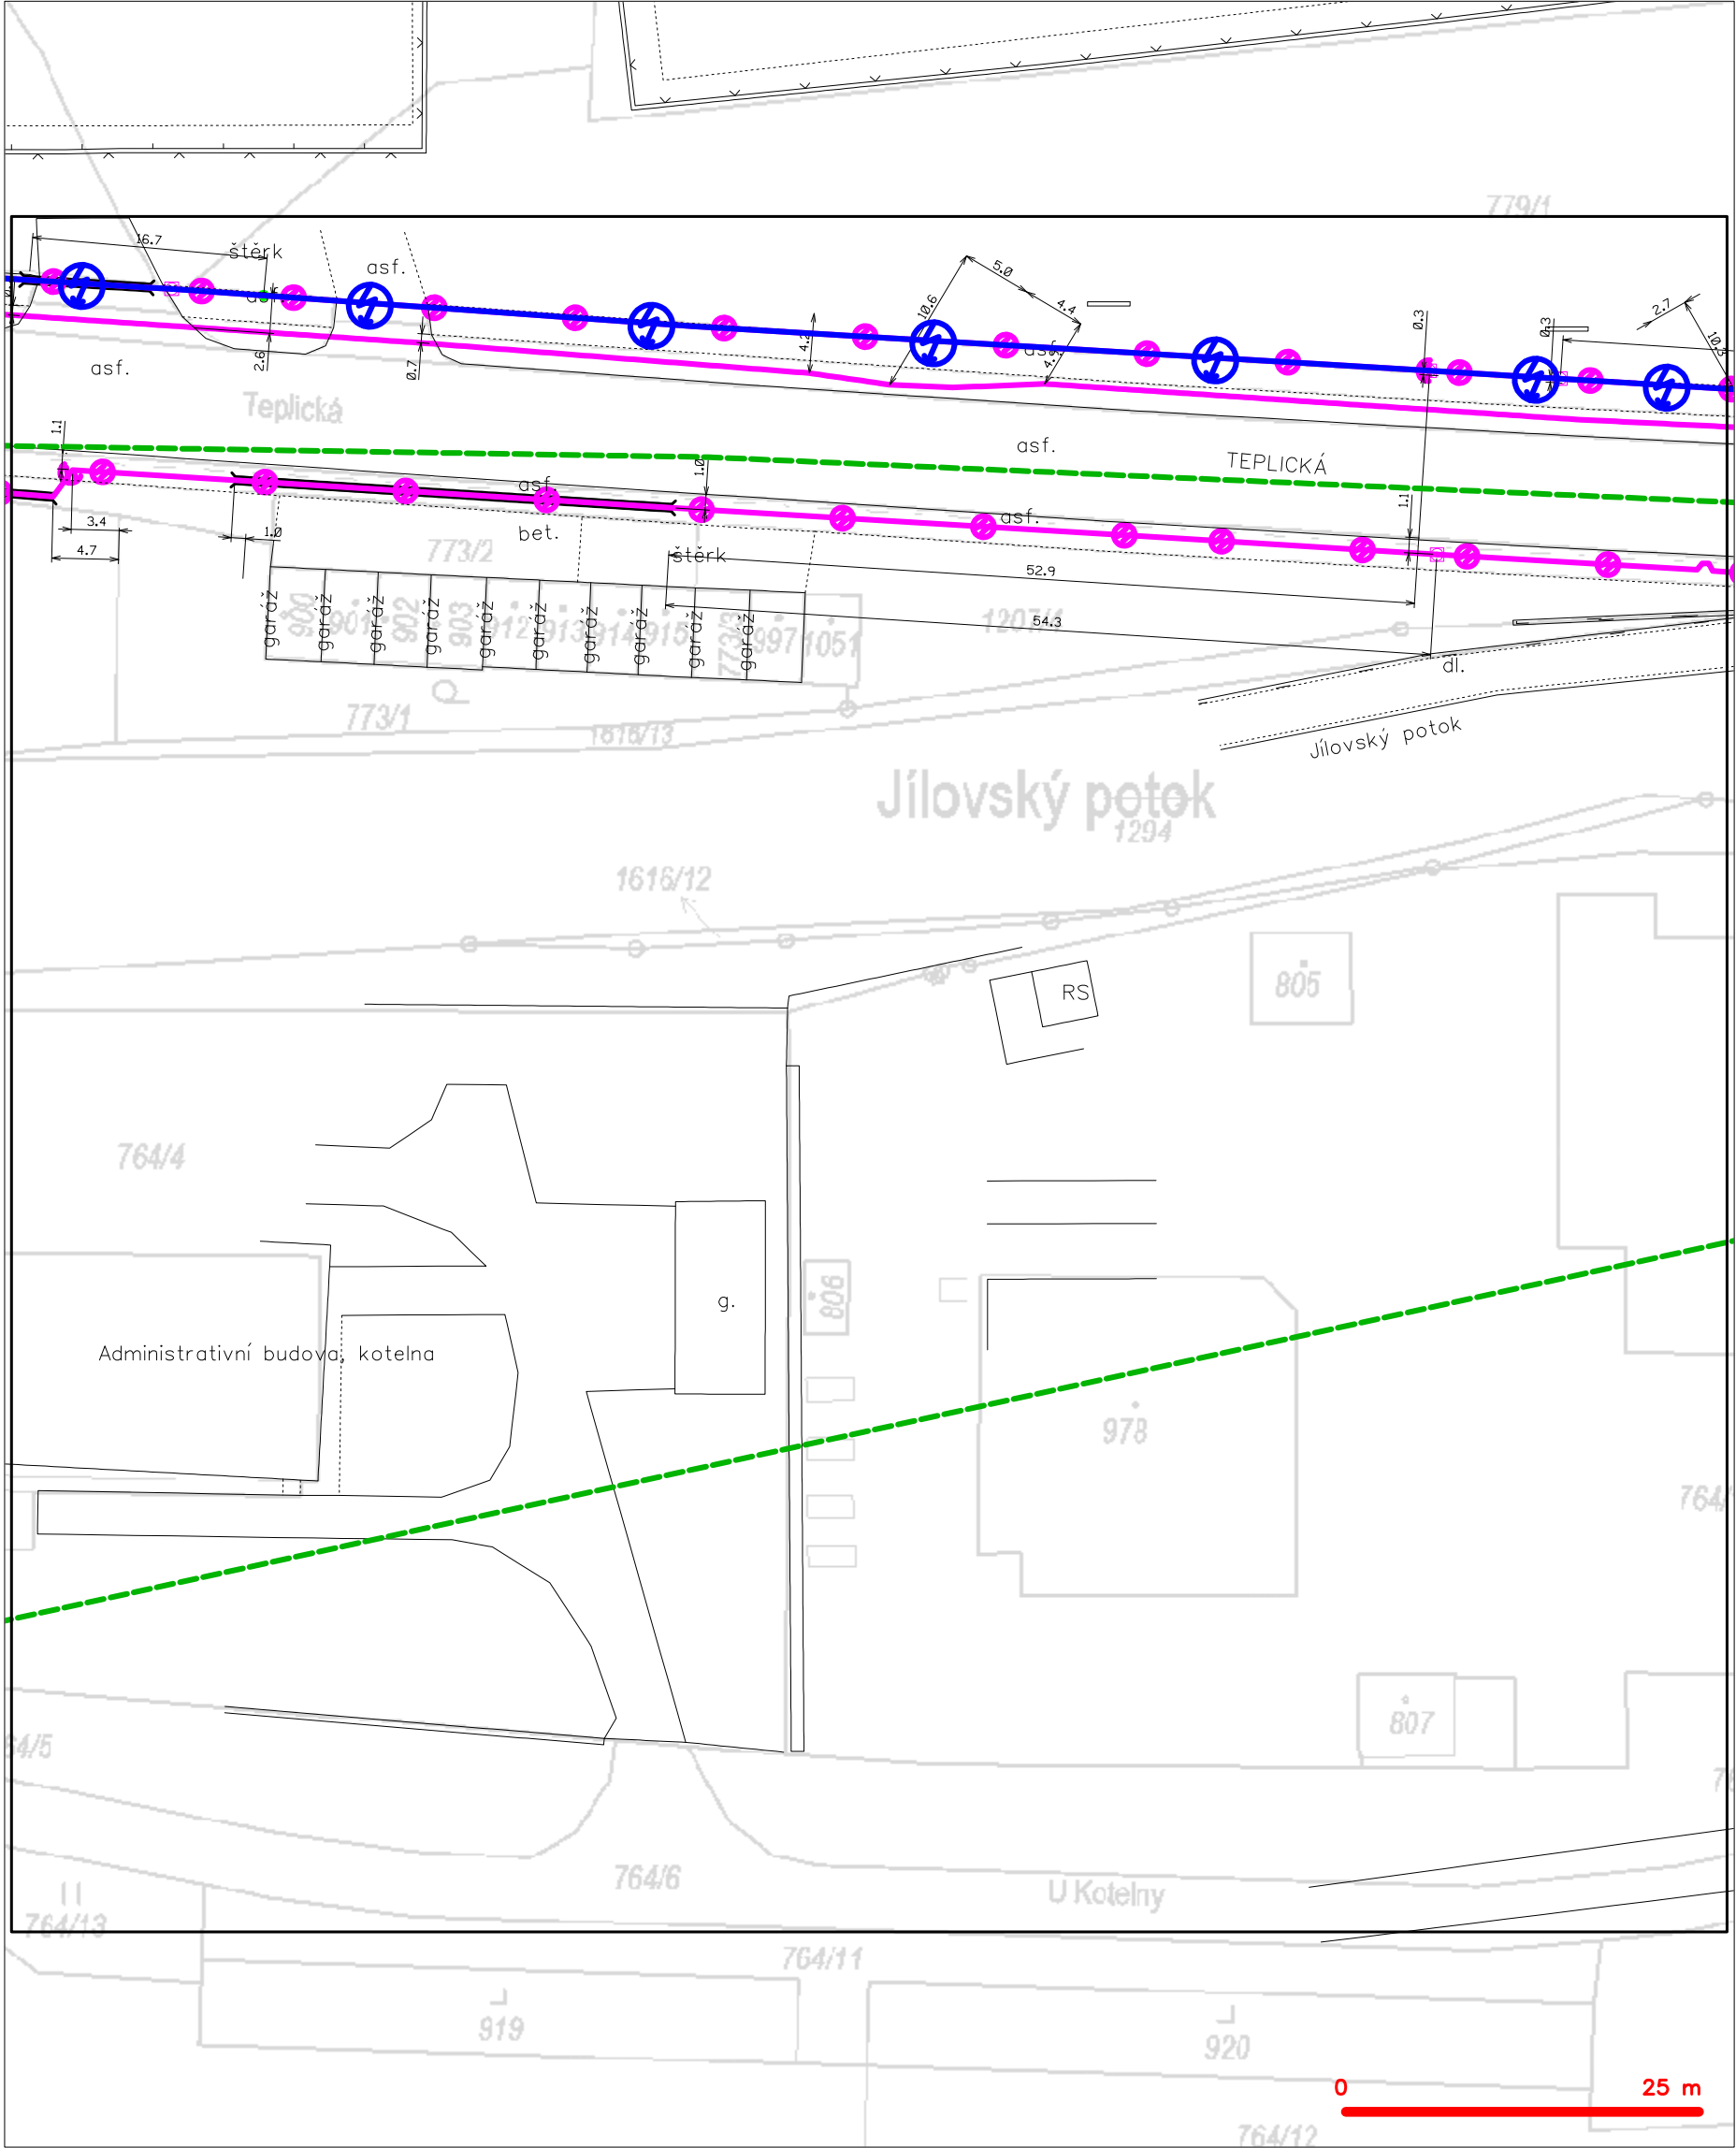 779/1
16.7
štěrk
asf.
5.0
10.6
4.4
2.7
0.3
0.3
10.3
4.2
asf.
asf.
2.6
0.7
Teplická
1.1
asf.
TEPLICKÁ
1.0
asf.
1.1
asf.
3.4
4.7
1.0
bet.
773/2
štěrk
52.9
garáž
garáž
garáž
garáž
garáž
garáž
garáž
garáž
garáž
garáž
900
901
902
903
912
913
914
915
997
1051
1207/1
54.3
dl.
773/1
1616/13
Jílovský potok
Jílovský potok
1294
1616/12
RS
805
764/4
g.
806
Administrativní budova, kotelna
978
807
764/6
U Kotelny
764/13
764/11
919
920
0
25 m
764/12